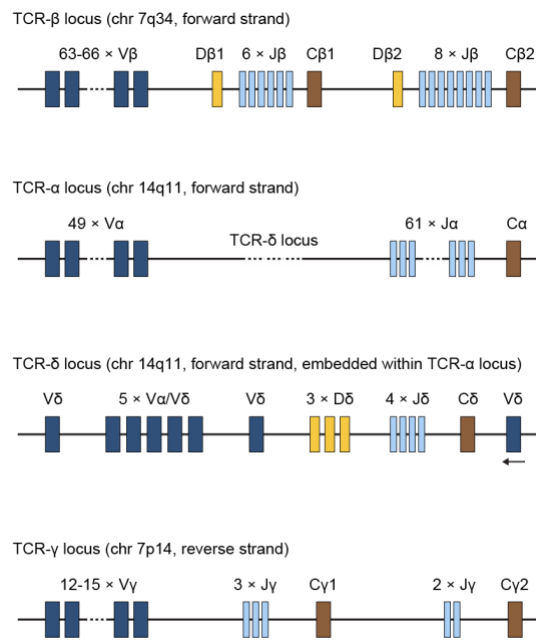 TCR-β locus (chr 7q34, forward strand)
63-66 × Vβ Dβ1 6 × Jβ Cβ1 Dβ2 8 × Jβ Cβ2
TCR-α locus (chr 14q11, forward strand)
49 × Vα 61 × Jα Cα
TCR-δ locus
TCR-δ locus (chr 14q11, forward strand, embedded within TCR-α locus)
Vδ 5 × Vα/Vδ Vδ 3 × Dδ 4 × Jδ Cδ Vδ
TCR-γ locus (chr 7p14, reverse strand)
12-15 × Vγ 3 × Jγ Cγ1 2 × Jγ Cγ2